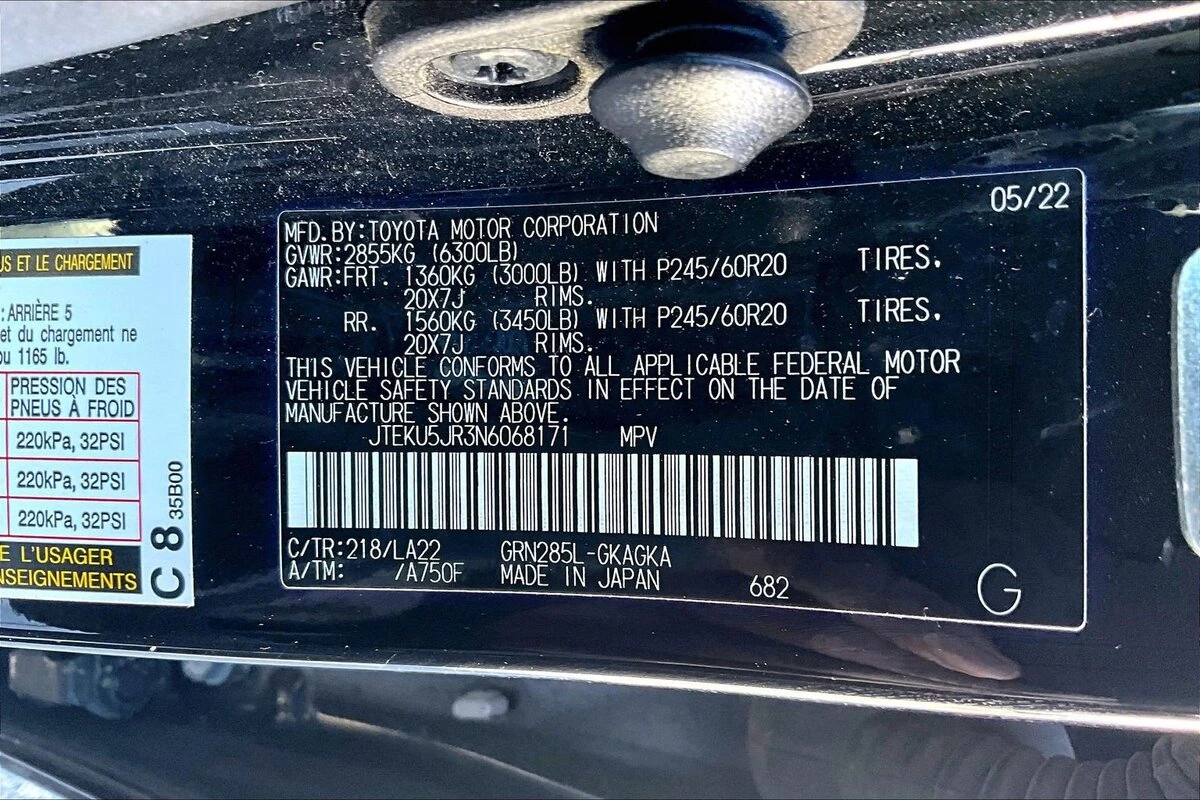 US ET LE CHARGEMENT
: ARRIÈRE 5
et du chargement ne
ou 1165 lb.
PRESSION DES
PNEUS À FROID
220kPa, 32PSI
220kPa, 32PSI
220kPa, 32PSI
E L'USAGER
NSEIGNEMENTS
C 8 35B00
05/22
MFD. BY:TOYOTA MOTOR CORPORATION
GVWR:2855KG (6300LB)
GAWR:FRT. 1360KG (3000LB) WITH P245/60R20 TIRES.
20X7J RIMS.
RR. 1560KG (3450LB) WITH P245/60R20 TIRES.
20X7J RIMS.
THIS VEHICLE CONFORMS TO ALL APPLICABLE FEDERAL MOTOR
VEHICLE SAFETY STANDARDS IN EFFECT ON THE DATE OF
MANUFACTURE SHOWN ABOVE.
JTEKU5JR3N6068171 MPV
C/TR:218/LA22 GRN285L-GKAGKA
A/TM: /A750F MADE IN JAPAN 682
G